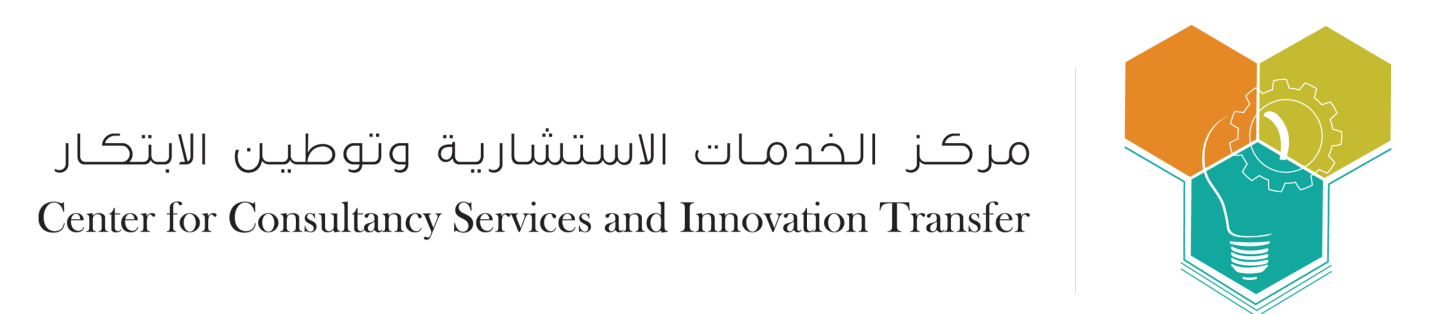 مركز الخدمات الاستشارية وتوطين الابتكار
Center for Consultancy Services and Innovation Transfer